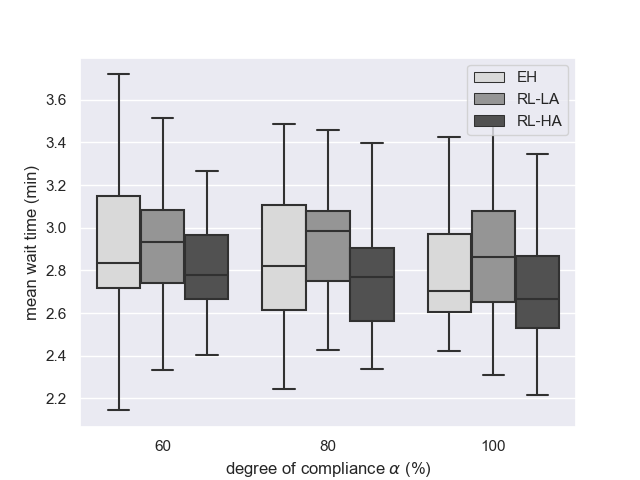 EH
RL-LA
RL-HA
3.6
3.4
3.2
3.0
2.8
2.6
2.4
2.2
mean wait time (min)
60
80
100
degree of compliance α (%)